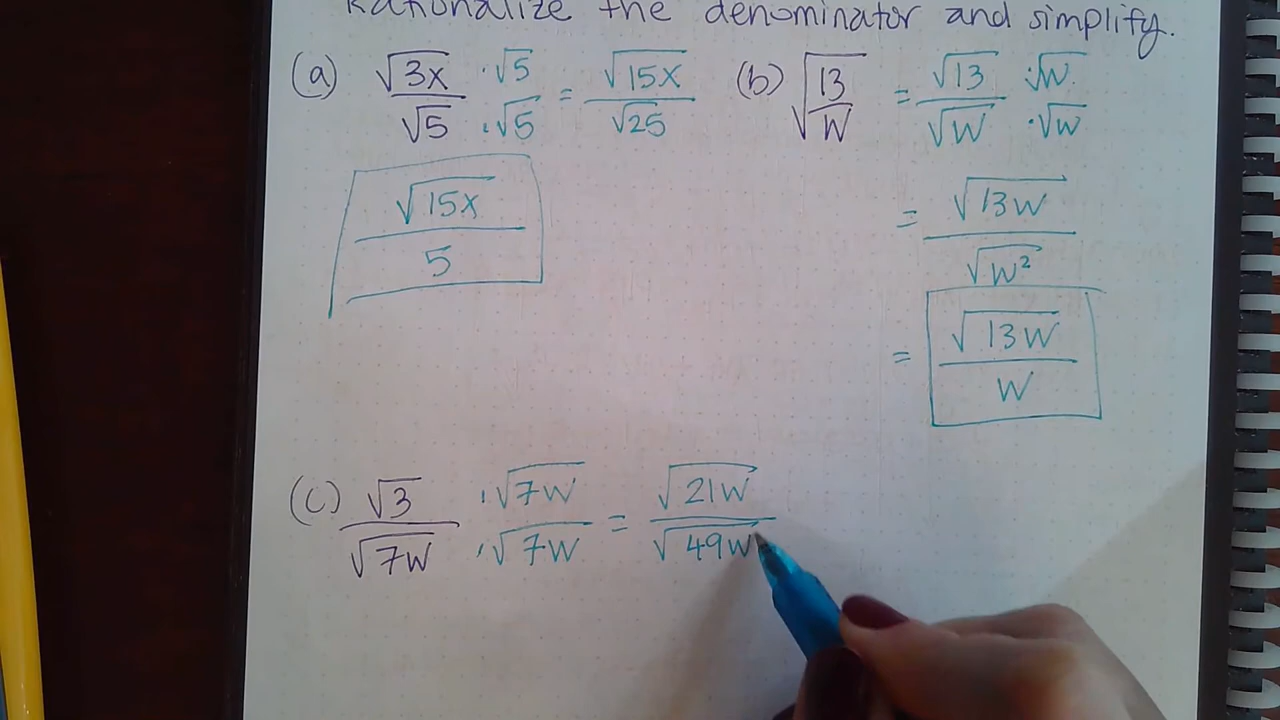 Rationalize the denominator and simplify.
(a) √3x/√5 ·√5/·√5 = √15x/√25
√15x/5
(b) √13/w = √13/√w ·√w/·√w
= √13w/√w²
= √13w/w
(c) √3/√7w ·√7w/·√7w = √21w/√49w